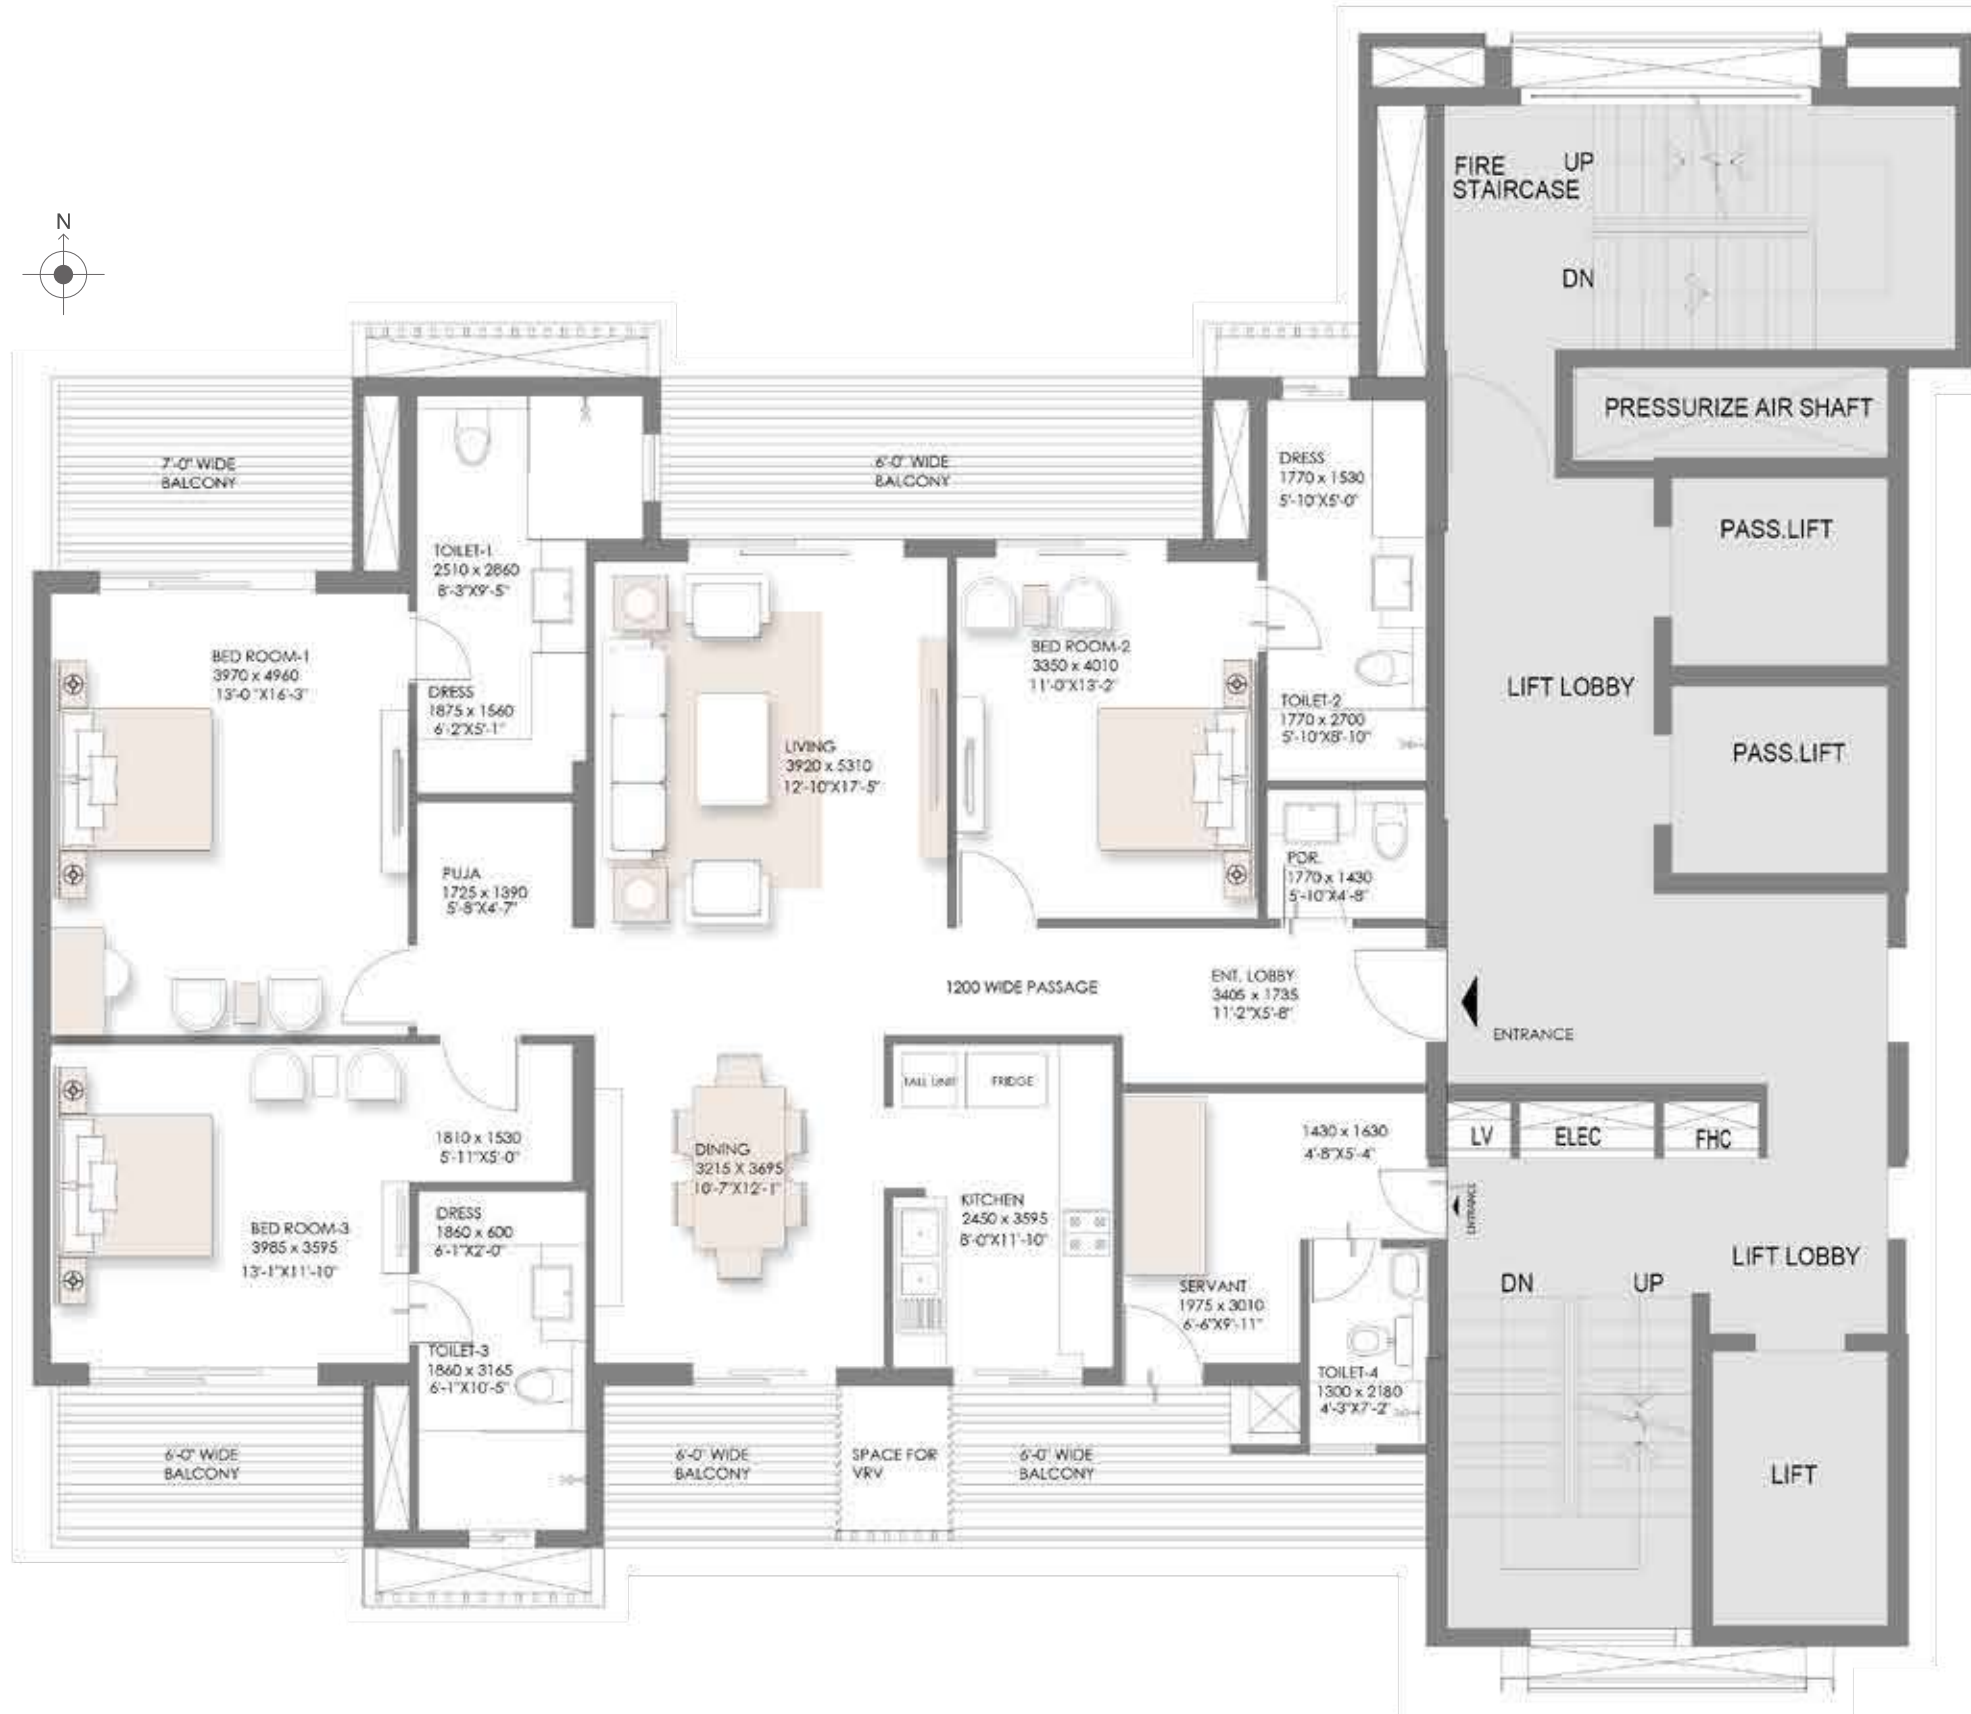 N
FIRE UP
STAIRCASE
DN
PRESSURIZE AIR SHAFT
7'-0" WIDE
BALCONY
6'-0" WIDE
BALCONY
DRESS
1770 x 1530
5'-10"X5'-0"
PASS.LIFT
TOILET-1
2510 x 2860
8'-3"X9'-5"
BED ROOM-1
3970 x 4960
13'-0 "X16'-3"
DRESS
1875 x 1560
6'-2"X5'-1"
BED ROOM-2
3350 x 4010
11'-0"X13'-2"
TOILET-2
1770 x 2700
5'-10"X8'-10"
LIFT LOBBY
LIVING
3920 x 5310
12'-10"X17'-5"
PASS.LIFT
PUJA
1725 x 1390
5'-8"X4'-7"
PDR.
1770 x 1430
5'-10"X4'-8"
1200 WIDE PASSAGE
ENT. LOBBY
3405 x 1735
11'-2"X5'-8"
ENTRANCE
TALL UNIT
FRIDGE
1810 x 1530
5'-11"X5'-0"
DINING
3215 X 3695
10'-7"X12'-1"
1430 x 1630
4'-8"X5'-4"
LV
ELEC
FHC
KITCHEN
2450 x 3595
8'-0"X11'-10"
ENTRANCE
BED ROOM-3
3985 x 3595
13'-1"X11'-10"
DRESS
1860 x 600
6'-1"X2'-0"
SERVANT
1975 x 3010
6'-6"X9'-11"
LIFT LOBBY
DN
UP
TOILET-3
1860 x 3165
6'-1"X10'-5"
TOILET-4
1300 x 2180
4'-3"X7'-2"
6'-0" WIDE
BALCONY
6'-0" WIDE
BALCONY
SPACE FOR
VRV
6'-0" WIDE
BALCONY
LIFT